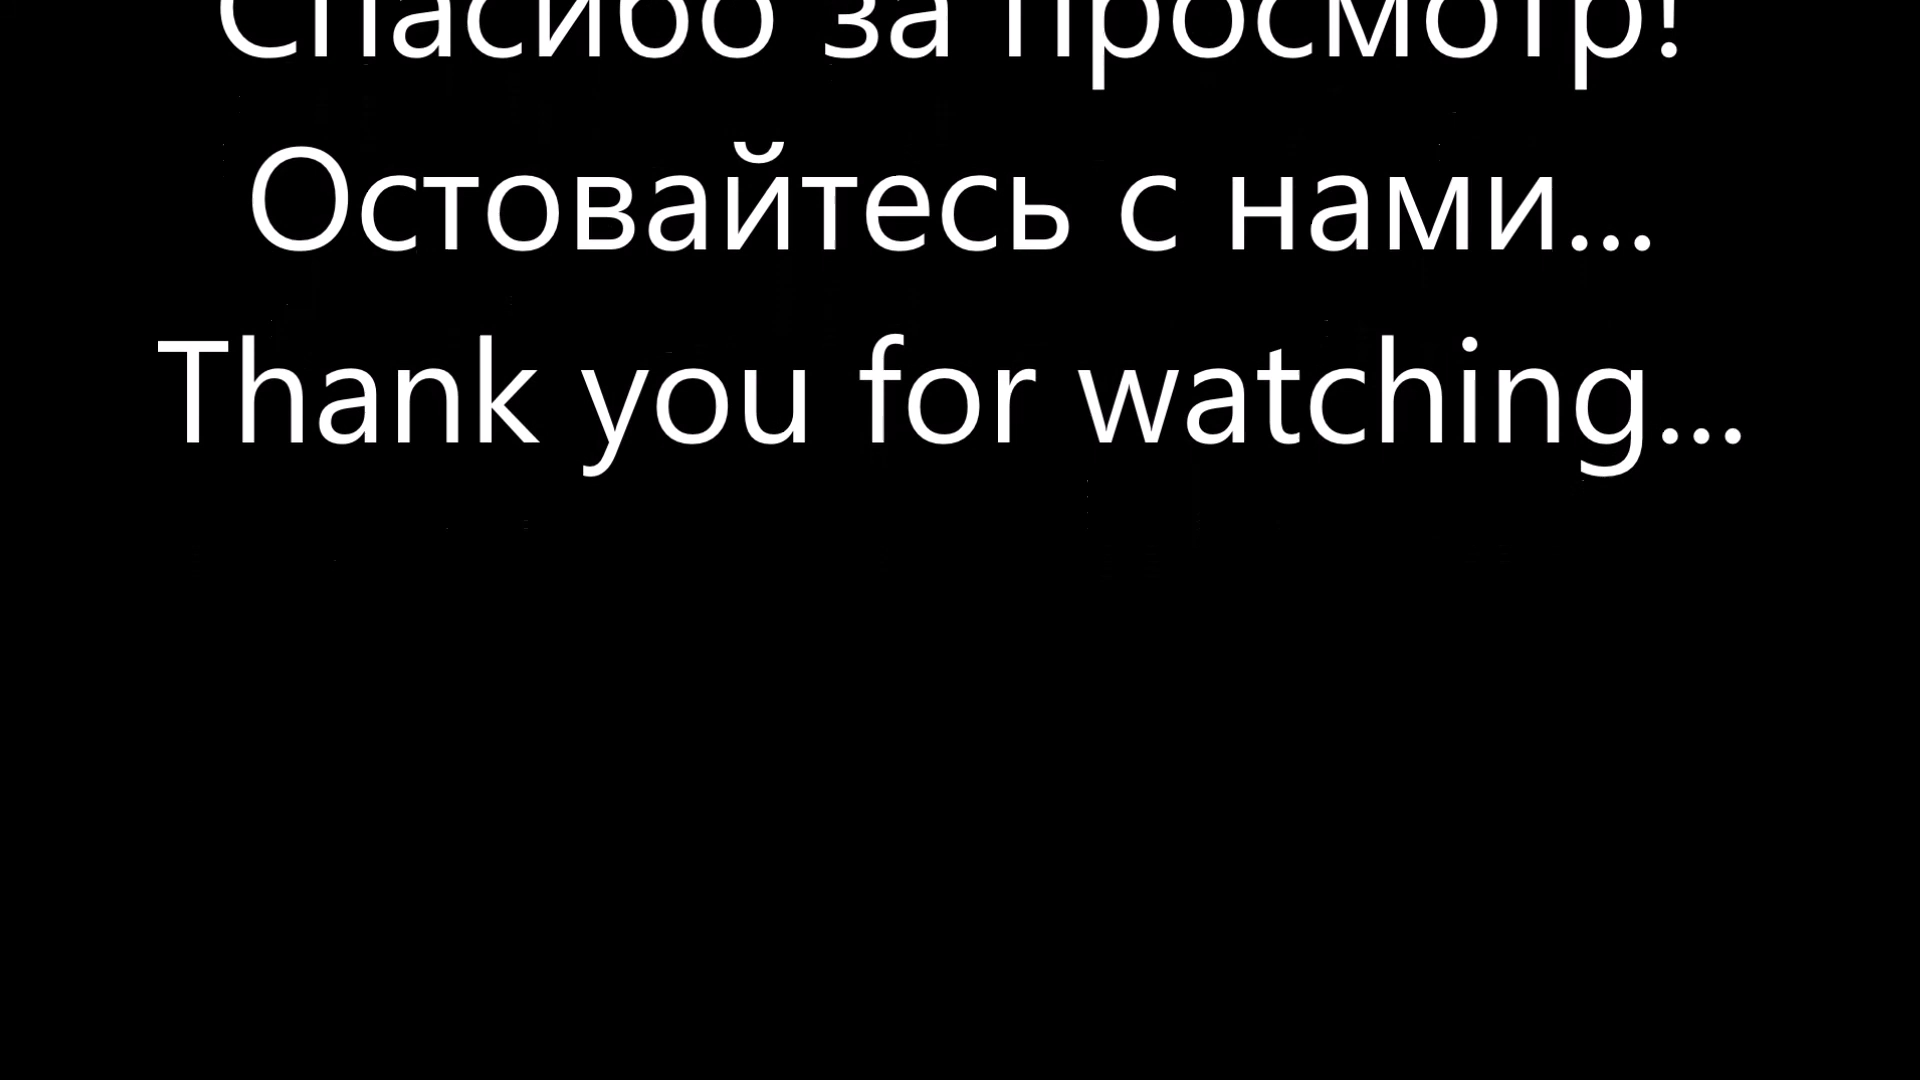 Спасибо за просмотр!
Остовайтесь с нами...
Thank you for watching...